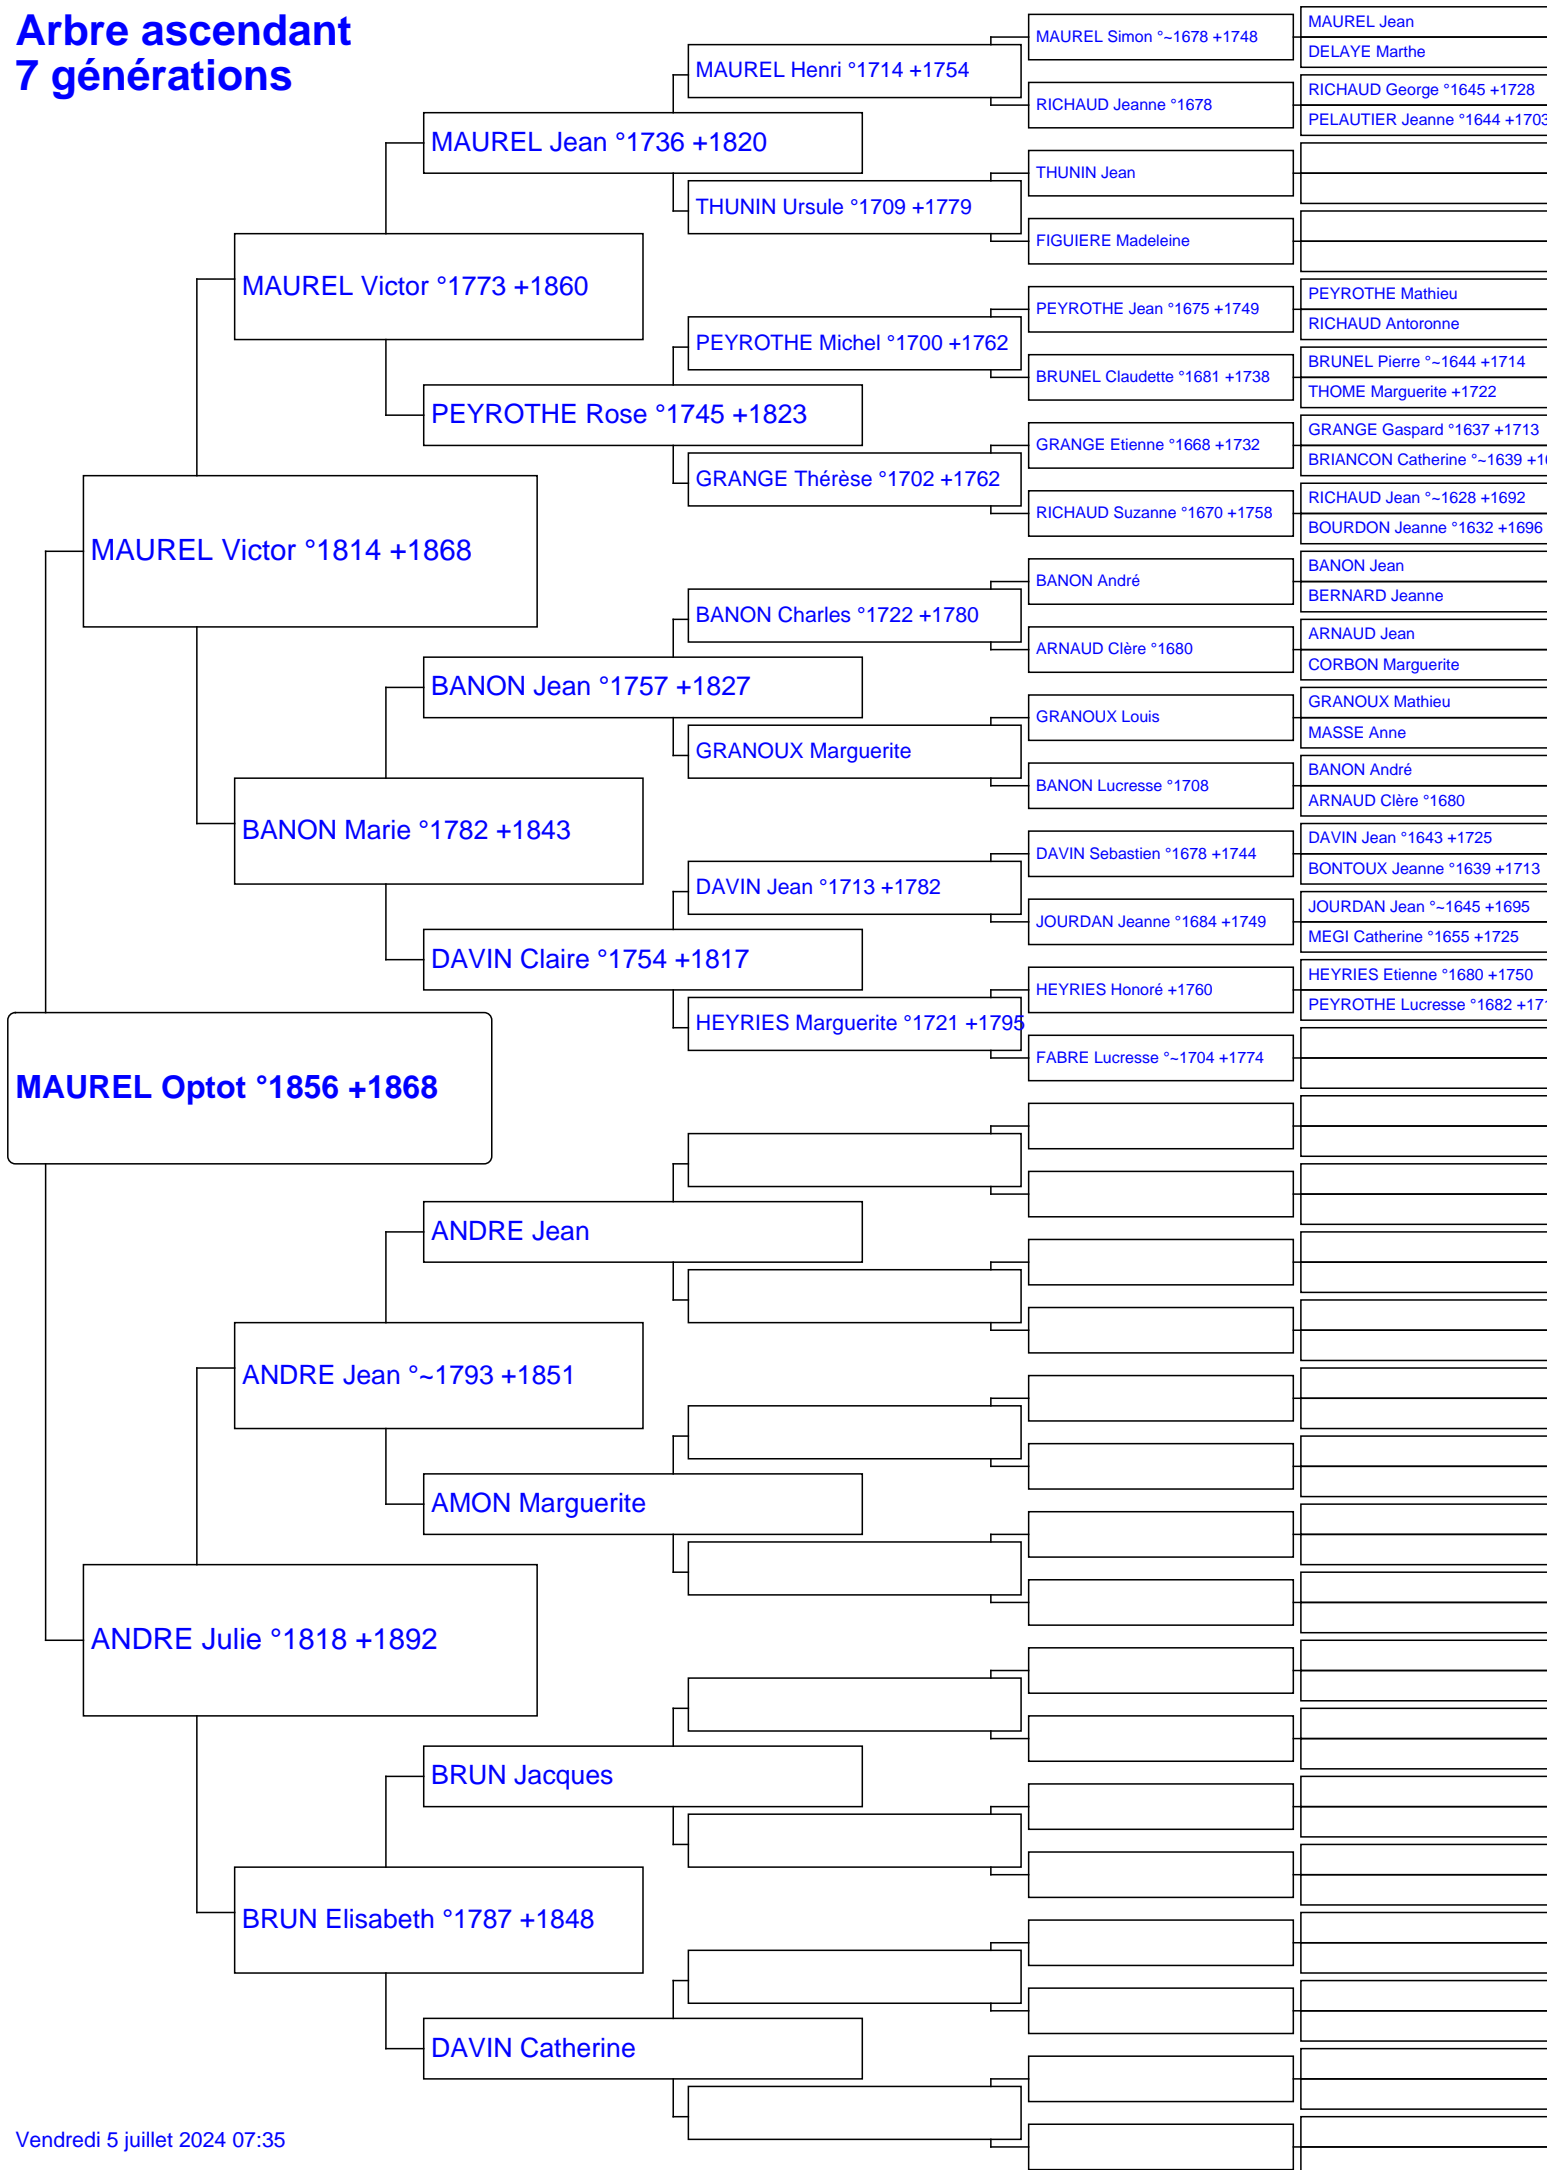 Arbre ascendant
7 générations
MAUREL Optot °1856 +1868
MAUREL Victor °1814 +1868
ANDRE Julie °1818 +1892
MAUREL Victor °1773 +1860
BANON Marie °1782 +1843
ANDRE Jean °~1793 +1851
BRUN Elisabeth °1787 +1848
MAUREL Jean °1736 +1820
PEYROTHE Rose °1745 +1823
BANON Jean °1757 +1827
DAVIN Claire °1754 +1817
ANDRE Jean
AMON Marguerite
BRUN Jacques
DAVIN Catherine
MAUREL Henri °1714 +1754
THUNIN Ursule °1709 +1779
PEYROTHE Michel °1700 +1762
GRANGE Thérèse °1702 +1762
BANON Charles °1722 +1780
GRANOUX Marguerite
DAVIN Jean °1713 +1782
HEYRIES Marguerite °1721 +1795
MAUREL Simon °~1678 +1748
RICHAUD Jeanne °1678
THUNIN Jean
FIGUIERE Madeleine
PEYROTHE Jean °1675 +1749
BRUNEL Claudette °1681 +1738
GRANGE Etienne °1668 +1732
RICHAUD Suzanne °1670 +1758
BANON André
ARNAUD Clère °1680
GRANOUX Louis
BANON Lucresse °1708
DAVIN Sebastien °1678 +1744
JOURDAN Jeanne °1684 +1749
HEYRIES Honoré +1760
FABRE Lucresse °~1704 +1774
MAUREL Jean
DELAYE Marthe
RICHAUD George °1645 +1728
PELAUTIER Jeanne °1644 +1703
PEYROTHE Mathieu
RICHAUD Antoronne
BRUNEL Pierre °~1644 +1714
THOME Marguerite +1722
GRANGE Gaspard °1637 +1713
BRIANCON Catherine °~1639
RICHAUD Jean °~1628 +1692
BOURDON Jeanne °1632 +1696
BANON Jean
BERNARD Jeanne
ARNAUD Jean
CORBON Marguerite
GRANOUX Mathieu
MASSE Anne
BANON André
ARNAUD Clère °1680
DAVIN Jean °1643 +1725
BONTOUX Jeanne °1639 +1713
JOURDAN Jean °~1645 +1695
MEGI Catherine °1655 +1725
HEYRIES Etienne °1680 +1750
PEYROTHE Lucresse °1682
Vendredi 5 juillet 2024 07:35